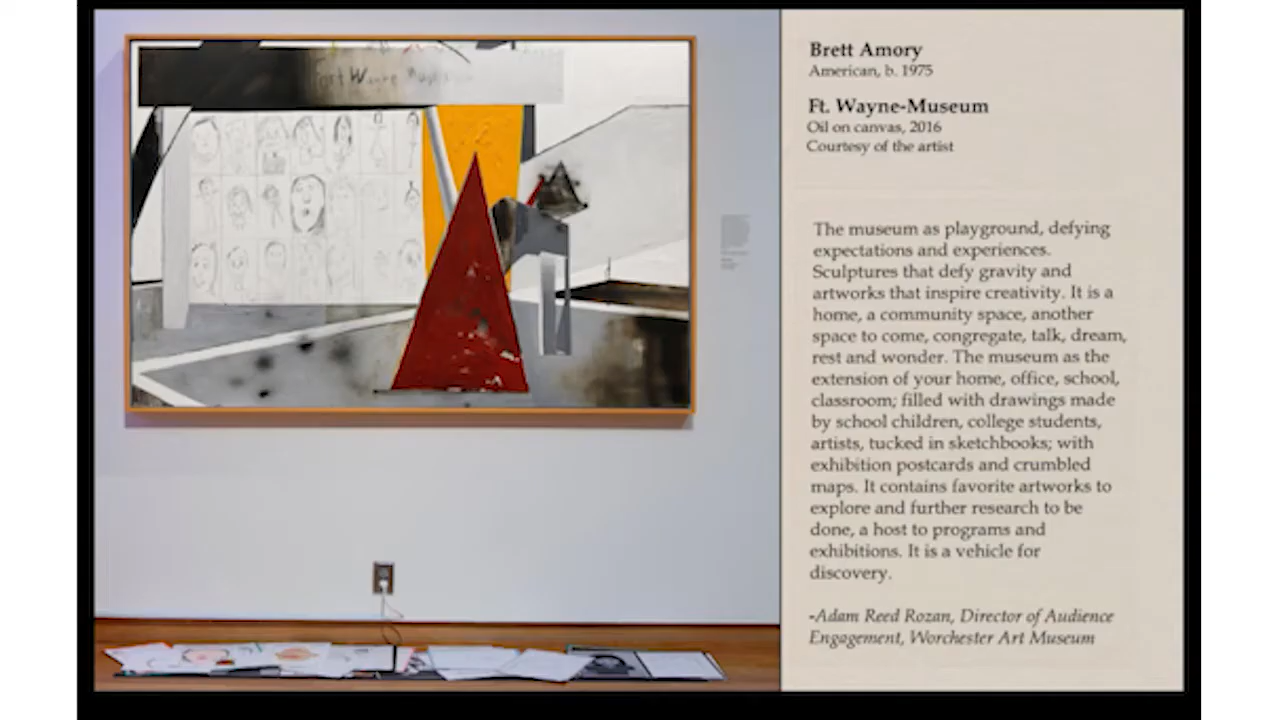 Fort Wayne Museum
Brett Amory
American, b. 1975
Ft. Wayne-Museum
Oil on canvas, 2016
Courtesy of the artist
The museum as playground, defying
expectations and experiences.
Sculptures that defy gravity and
artworks that inspire creativity. It is a
home, a community space, another
space to come, congregate, talk, dream,
rest and wonder. The museum as the
extension of your home, office, school,
classroom; filled with drawings made
by school children, college students,
artists, tucked in sketchbooks; with
exhibition postcards and crumbled
maps. It contains favorite artworks to
explore and further research to be
done, a host to programs and
exhibitions. It is a vehicle for
discovery.
-Adam Reed Rozan, Director of Audience
Engagement, Worchester Art Museum